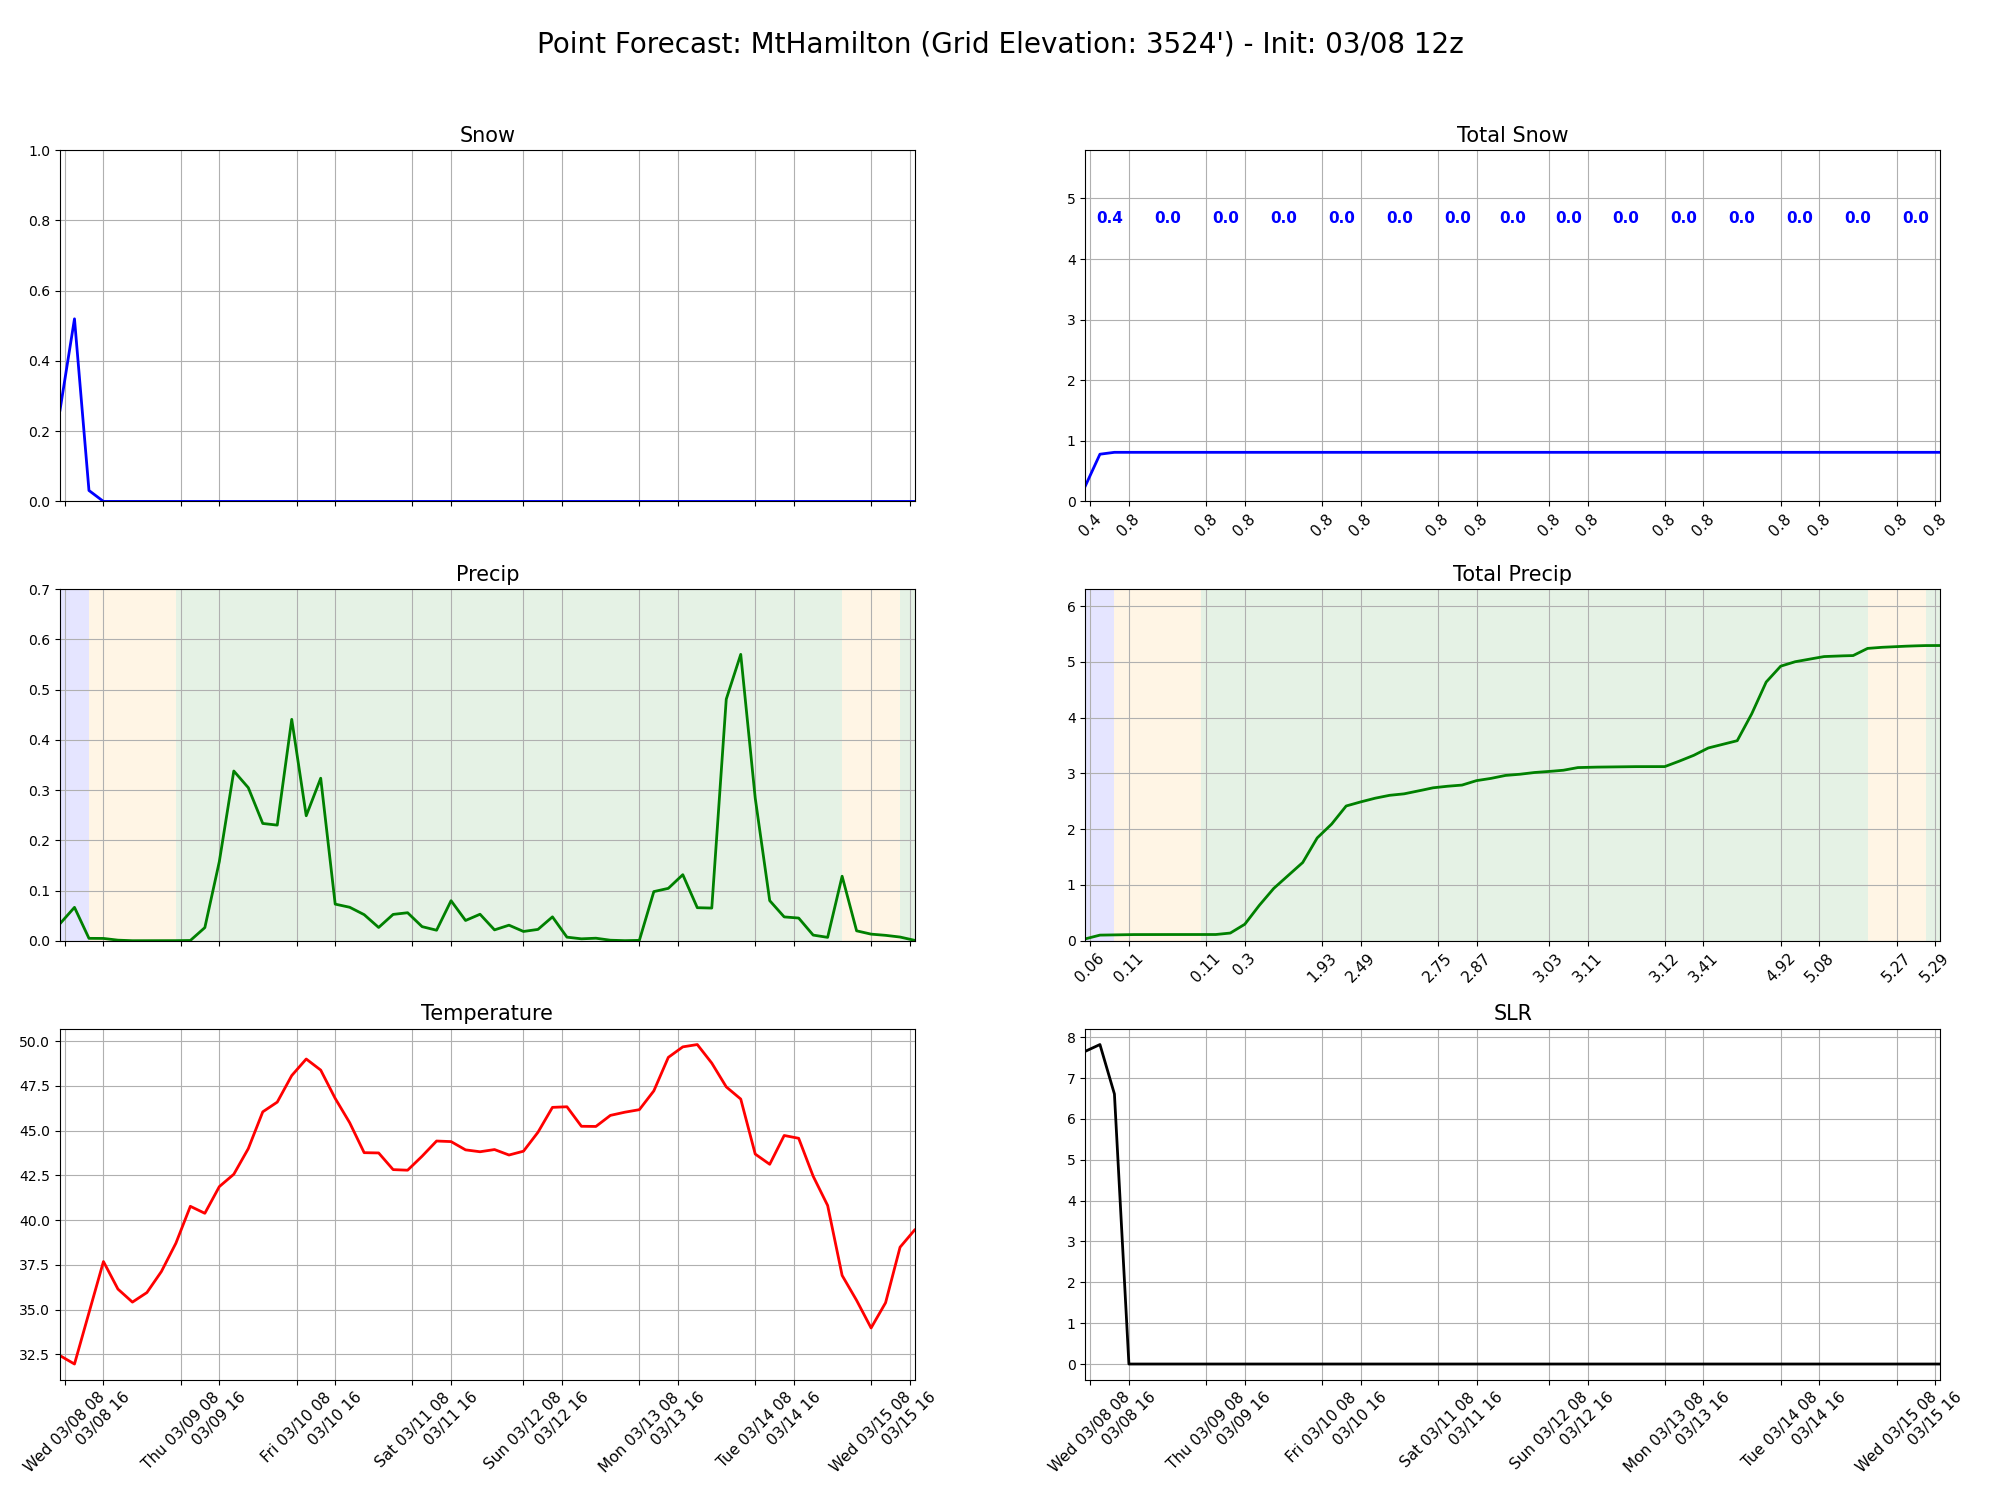 Point Forecast: MtHamilton (Grid Elevation: 3524') - Init: 03/08 12z
Snow
1.0
0.8
0.6
0.4
0.2
0.0
Total Snow
5
4
3
2
1
0
0.4 0.0 0.0 0.0 0.0 0.0 0.0 0.0 0.0 0.0 0.0 0.0 0.0 0.0 0.0
0.4 0.8 0.8 0.8 0.8 0.8 0.8 0.8 0.8 0.8 0.8 0.8 0.8 0.8 0.8 0.8
Precip
0.7
0.6
0.5
0.4
0.3
0.2
0.1
0.0
Total Precip
6
5
4
3
2
1
0
0.06 0.11 0.11 0.3 1.93 2.49 2.75 2.87 3.03 3.11 3.12 3.41 4.92 5.08 5.27 5.29
Temperature
50.0
47.5
45.0
42.5
40.0
37.5
35.0
32.5
Wed 03/08 08
03/08 16
Thu 03/09 08
03/09 16
Fri 03/10 08
03/10 16
Sat 03/11 08
03/11 16
Sun 03/12 08
03/12 16
Mon 03/13 08
03/13 16
Tue 03/14 08
03/14 16
Wed 03/15 08
03/15 16
SLR
8
7
6
5
4
3
2
1
0
Wed 03/08 08
03/08 16
Thu 03/09 08
03/09 16
Fri 03/10 08
03/10 16
Sat 03/11 08
03/11 16
Sun 03/12 08
03/12 16
Mon 03/13 08
03/13 16
Tue 03/14 08
03/14 16
Wed 03/15 08
03/15 16